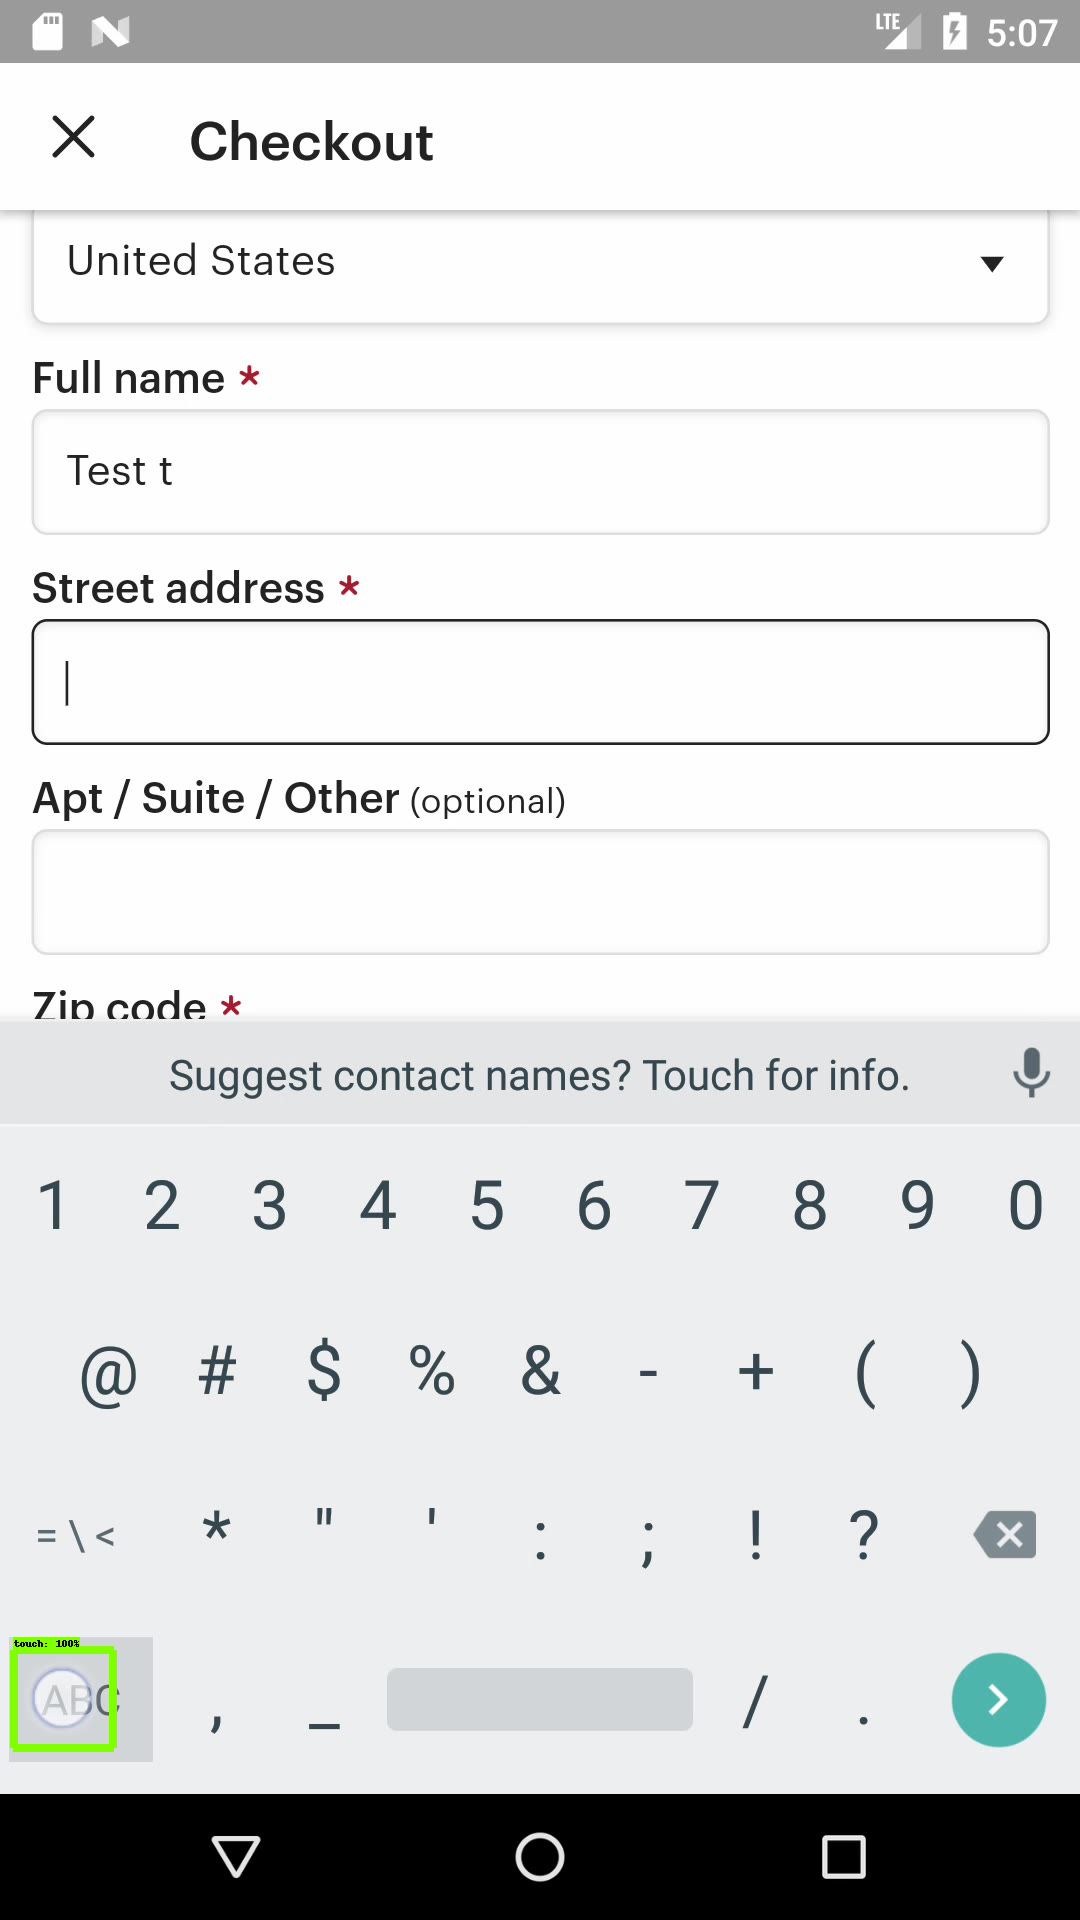 LTE 5:07
Checkout
United States
Full name *
Test t
Street address *
Apt / Suite / Other (optional)
Zip code *
Suggest contact names? Touch for info.
1 2 3 4 5 6 7 8 9 0
@ # $ % & - + ( )
= \ < * " ' : ; ! ?
touch: 100%
ABC , _ / .